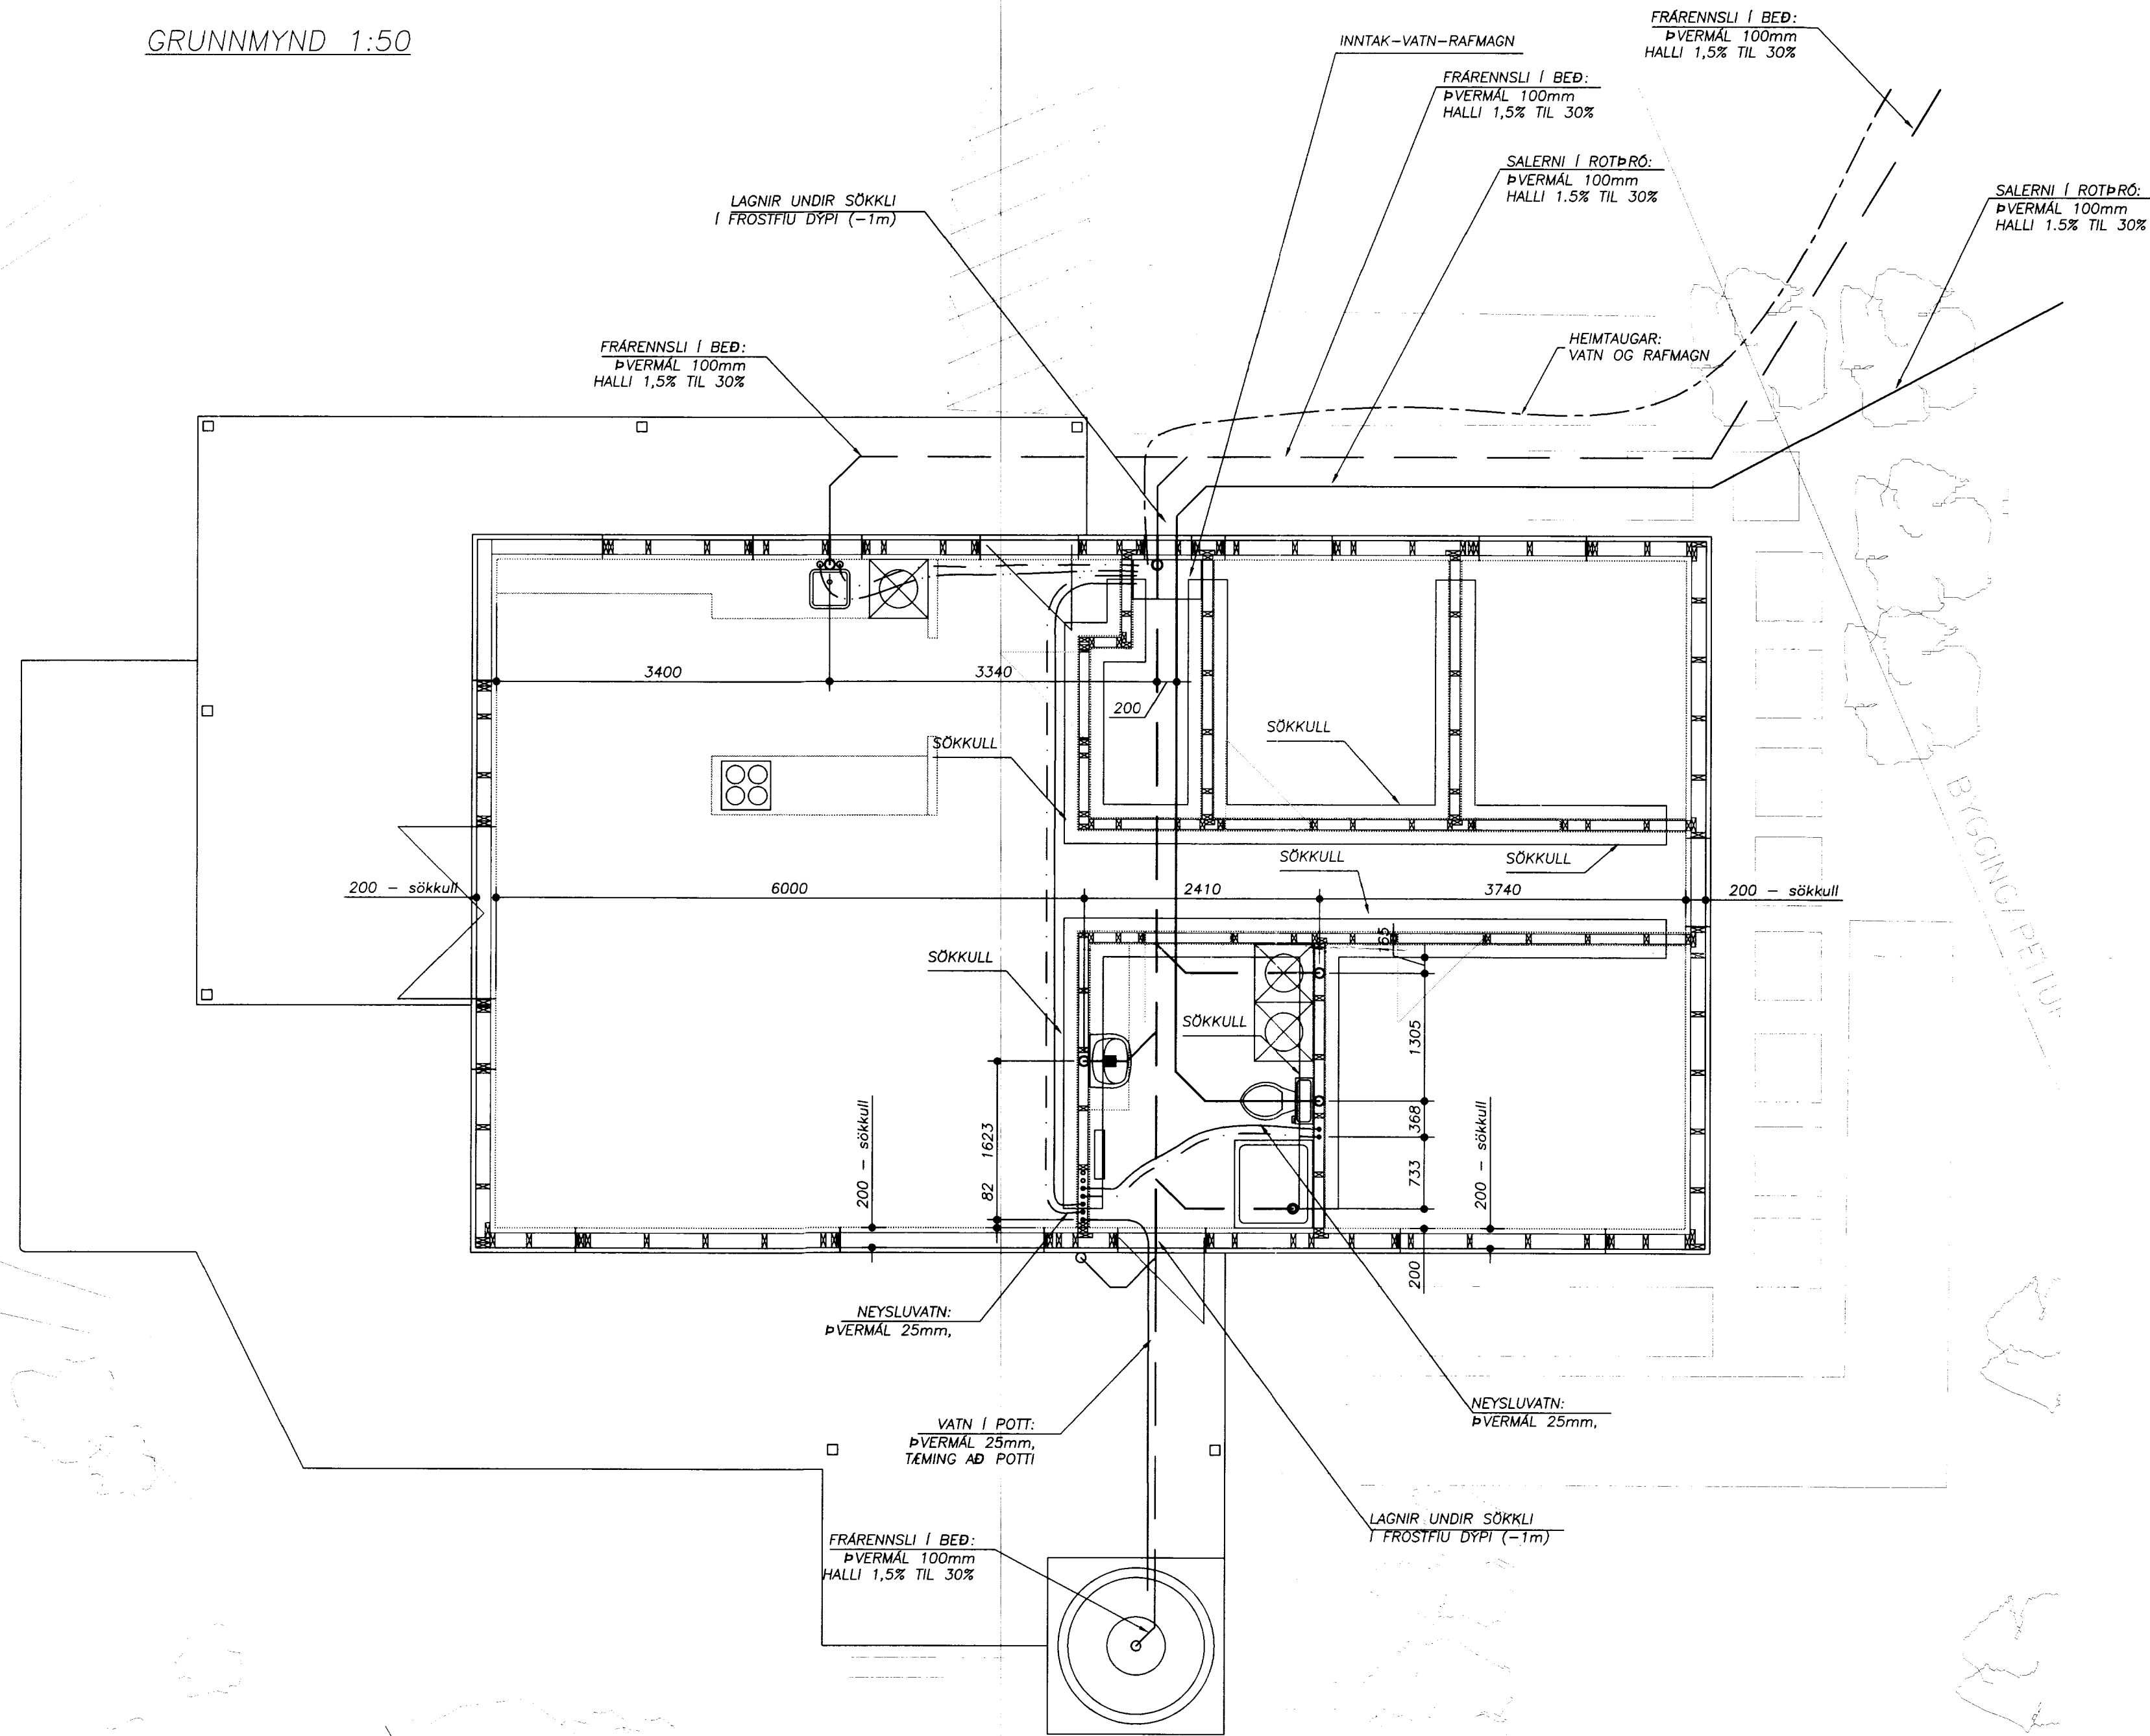 GRUNNMYND 1:50
FRÁRENNSLI Í BEÐ:
ÞVERMÁL 100mm
HALLI 1,5% TIL 30%
INNTAK-VATN-RAFMAGN
FRÁRENNSLI Í BEÐ:
ÞVERMÁL 100mm
HALLI 1,5% TIL 30%
SALERNI Í ROTÞRÓ:
ÞVERMÁL 100mm
HALLI 1.5% TIL 30%
SALERNI Í ROTÞRÓ:
ÞVERMÁL 100mm
HALLI 1.5% TIL 30%
LAGNIR UNDIR SÖKKLI
Í FROSTFIU DÝPI (-1m)
HEIMTAUGAR:
VATN OG RAFMAGN
FRÁRENNSLI Í BEÐ:
ÞVERMÁL 100mm
HALLI 1,5% TIL 30%
3400
3340
200
SÖKKULL
SÖKKULL
SÖKKULL
SÖKKULL
200 - sökkull
6000
2410
3740
200 - sökkull
165
SÖKKULL
SÖKKULL
1305
368
733
200
1623
82
200 - sökkull
200 - sökkull
NEYSLUVATN:
ÞVERMÁL 25mm,
NEYSLUVATN:
ÞVERMÁL 25mm,
VATN Í POTT:
ÞVERMÁL 25mm,
TÆMING AÐ POTTI
LAGNIR UNDIR SÖKKLI
Í FROSTFIU DÝPI (-1m)
FRÁRENNSLI Í BEÐ:
ÞVERMÁL 100mm
HALLI 1,5% TIL 30%